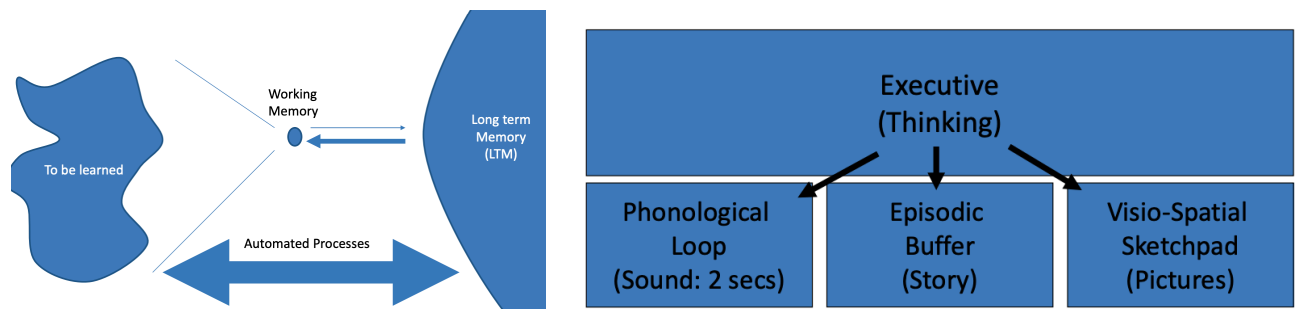 To be learned
Working
Memory
Long term
Memory
(LTM)
Automated Processes
Executive
(Thinking)
Phonological
Loop
(Sound: 2 secs)
Episodic
Buffer
(Story)
Visio-Spatial
Sketchpad
(Pictures)